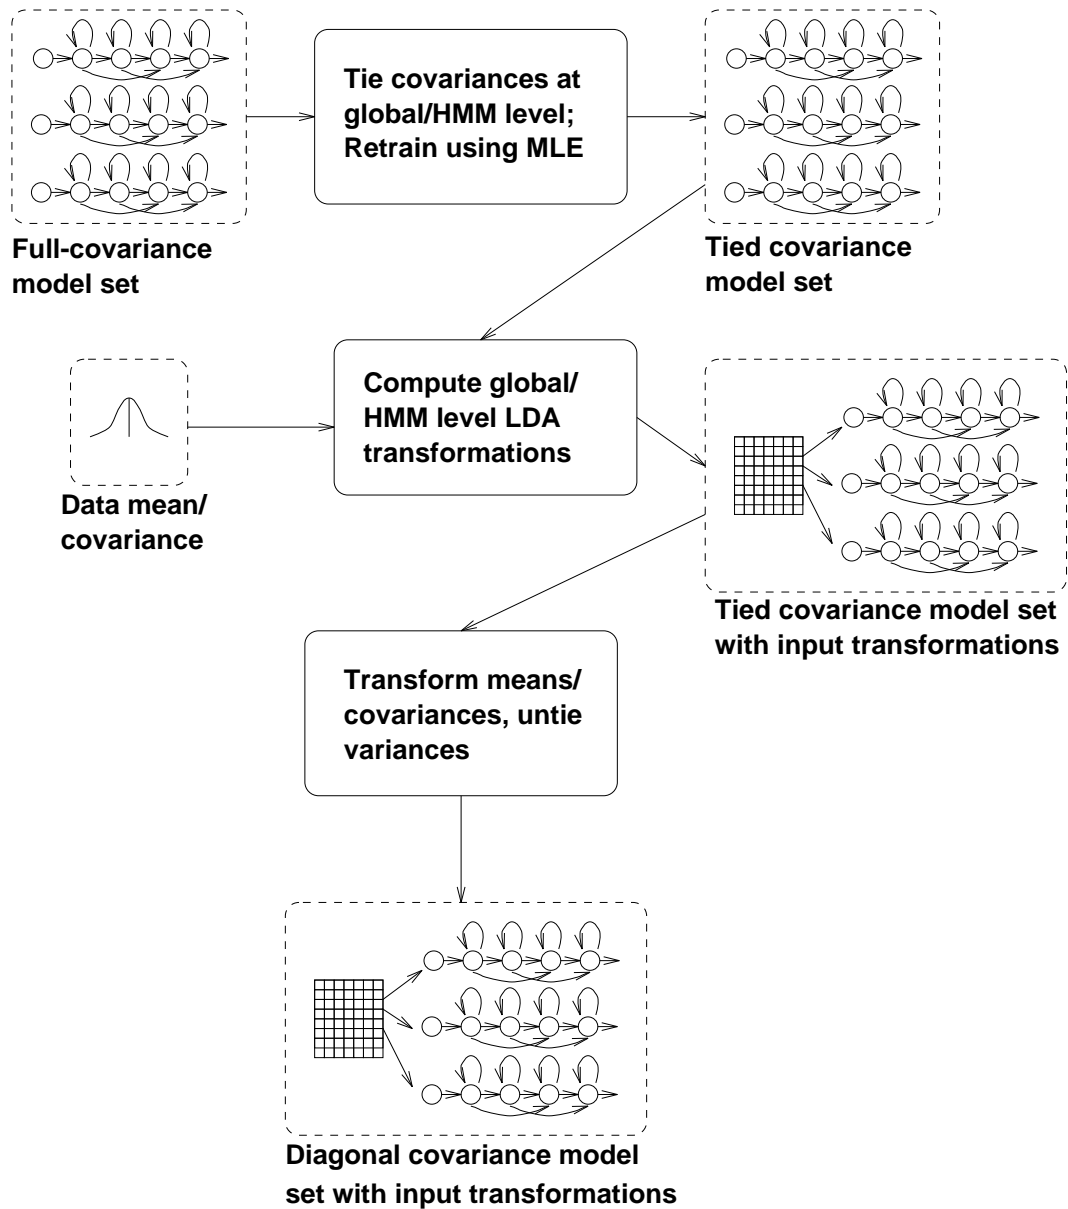 Tie covariances at
global/HMM level;
Retrain using MLE
Full-covariance
model set
Tied covariance
model set
Compute global/
HMM level LDA
transformations
Data mean/
covariance
Tied covariance model set
with input transformations
Transform means/
covariances, untie
variances
Diagonal covariance model
set with input transformations